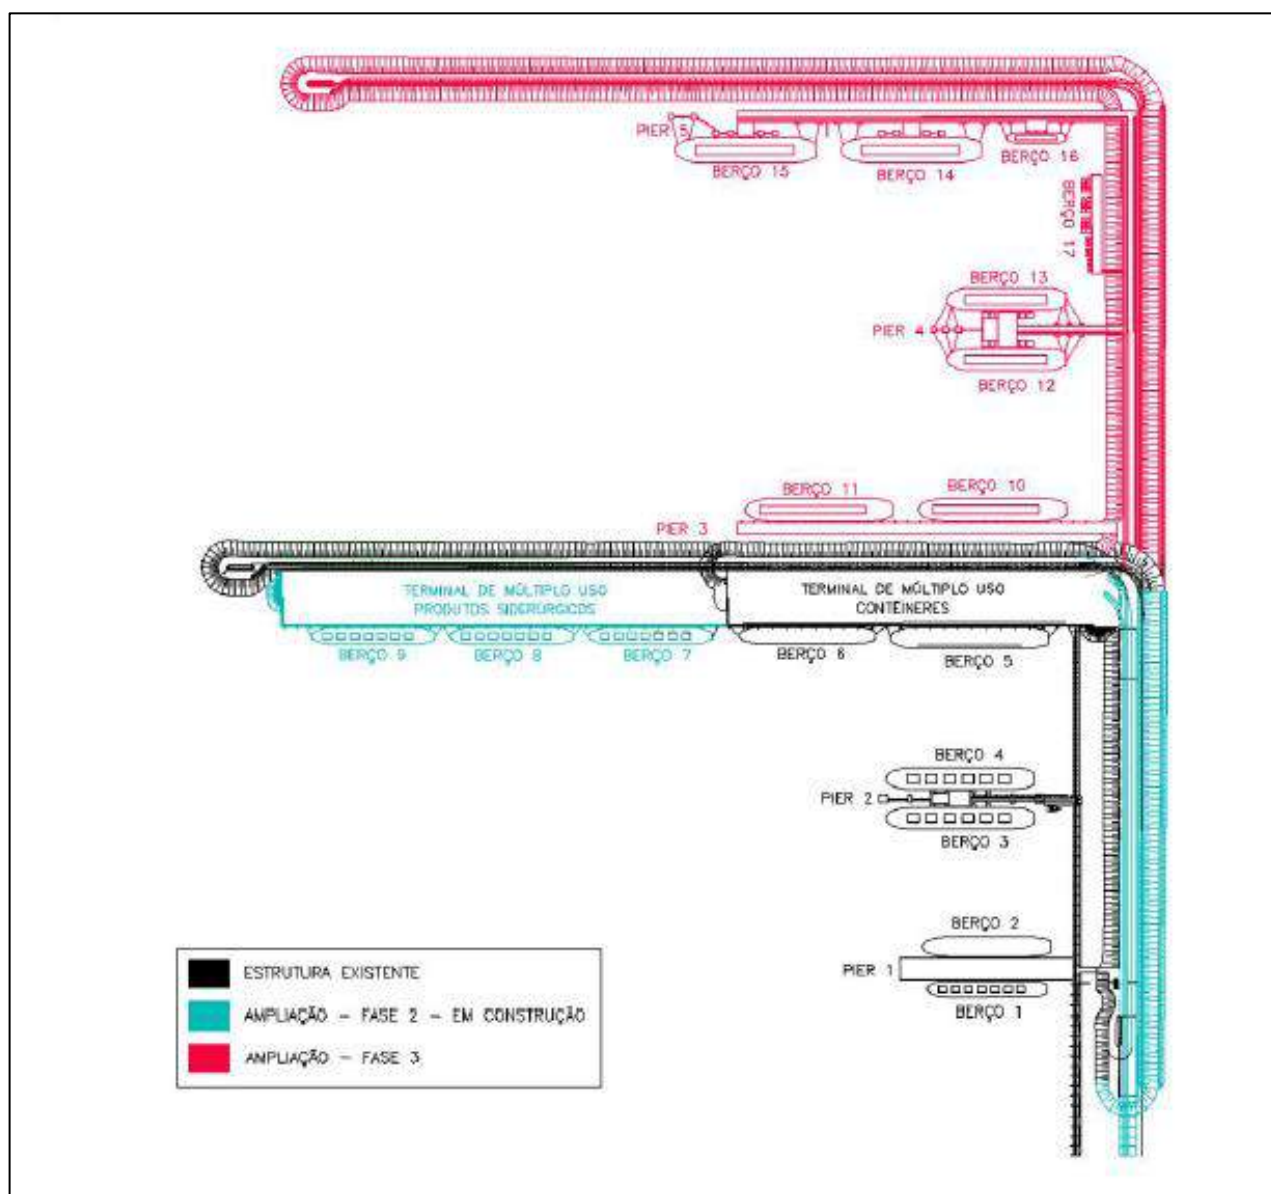 PIER 5
BERÇO 15
BERÇO 14
BERÇO 16
BERÇO 17
BERÇO 13
PIER 4
BERÇO 12
BERÇO 11
BERÇO 10
PIER 3
TERMINAL DE MÚLTIPLO USO
PRODUTOS SIDERÚRGICOS
TERMINAL DE MÚLTIPLO USO
CONTÊINERES
BERÇO 9
BERÇO 8
BERÇO 7
BERÇO 6
BERÇO 5
BERÇO 4
PIER 2
BERÇO 3
BERÇO 2
PIER 1
BERÇO 1
ESTRUTURA EXISTENTE
AMPLIAÇÃO – FASE 2 – EM CONSTRUÇÃO
AMPLIAÇÃO – FASE 3